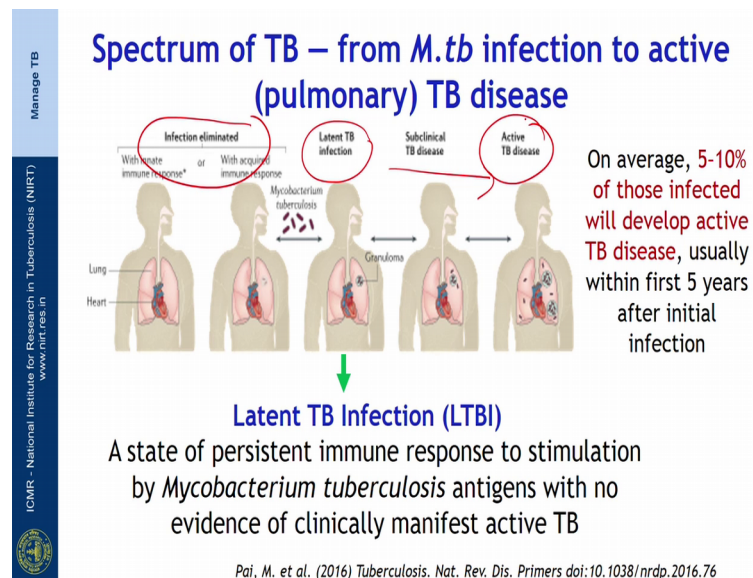 Manage TB
ICMR - National Institute for Research in Tuberculosis (NIRT)
www.nirt.res.in
Spectrum of TB – from M.tb infection to active
(pulmonary) TB disease
Infection eliminated
With innate
immune response*
or
With acquired
immune response
Latent TB
infection
Subclinical
TB disease
Active
TB disease
Mycobacterium
tuberculosis
Granuloma
Lung
Heart
On average, 5-10%
of those infected
will develop active
TB disease, usually
within first 5 years
after initial
infection
Latent TB Infection (LTBI)
A state of persistent immune response to stimulation
by Mycobacterium tuberculosis antigens with no
evidence of clinically manifest active TB
Pai, M. et al. (2016) Tuberculosis. Nat. Rev. Dis. Primers doi:10.1038/nrdp.2016.76